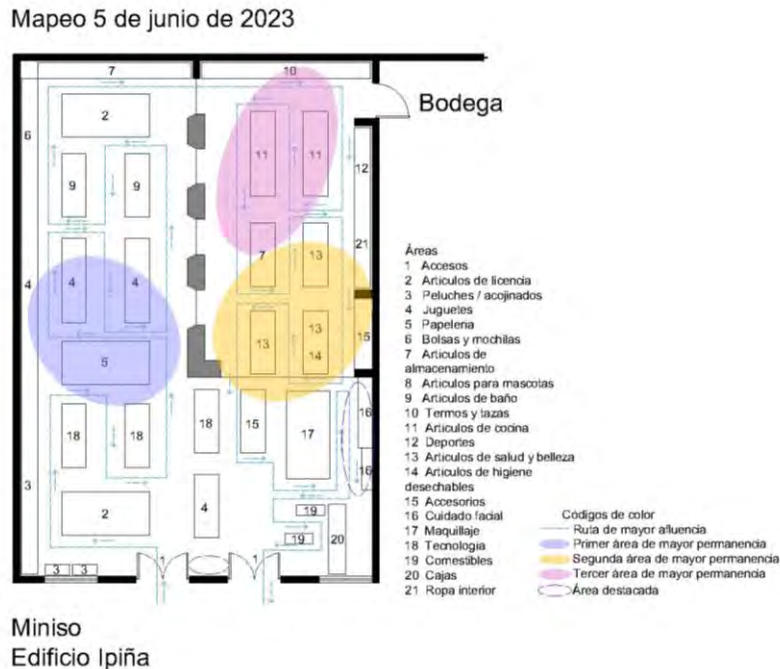 Mapeo 5 de junio de 2023
7
10
Bodega
2
6
11
11
9
9
12
7
13
21
4
4
4
13
13
14
15
5
18
18
18
15
17
16
16
3
2
4
19
19
20
3
3
1
1
Áreas
1 Accesos
2 Artículos de licencia
3 Peluches / acojinados
4 Juguetes
5 Papelería
6 Bolsas y mochilas
7 Artículos de
almacenamiento
8 Artículos para mascotas
9 Artículos de baño
10 Termos y tazas
11 Artículos de cocina
12 Deportes
13 Artículos de salud y belleza
14 Artículos de higiene
desechables
15 Accesorios
16 Cuidado facial
17 Maquillaje
18 Tecnología
19 Comestibles
20 Cajas
21 Ropa interior
Códigos de color
Ruta de mayor afluencia
Primer área de mayor permanencia
Segunda área de mayor permanencia
Tercer área de mayor permanencia
Área destacada
Miniso
Edificio Ipiña